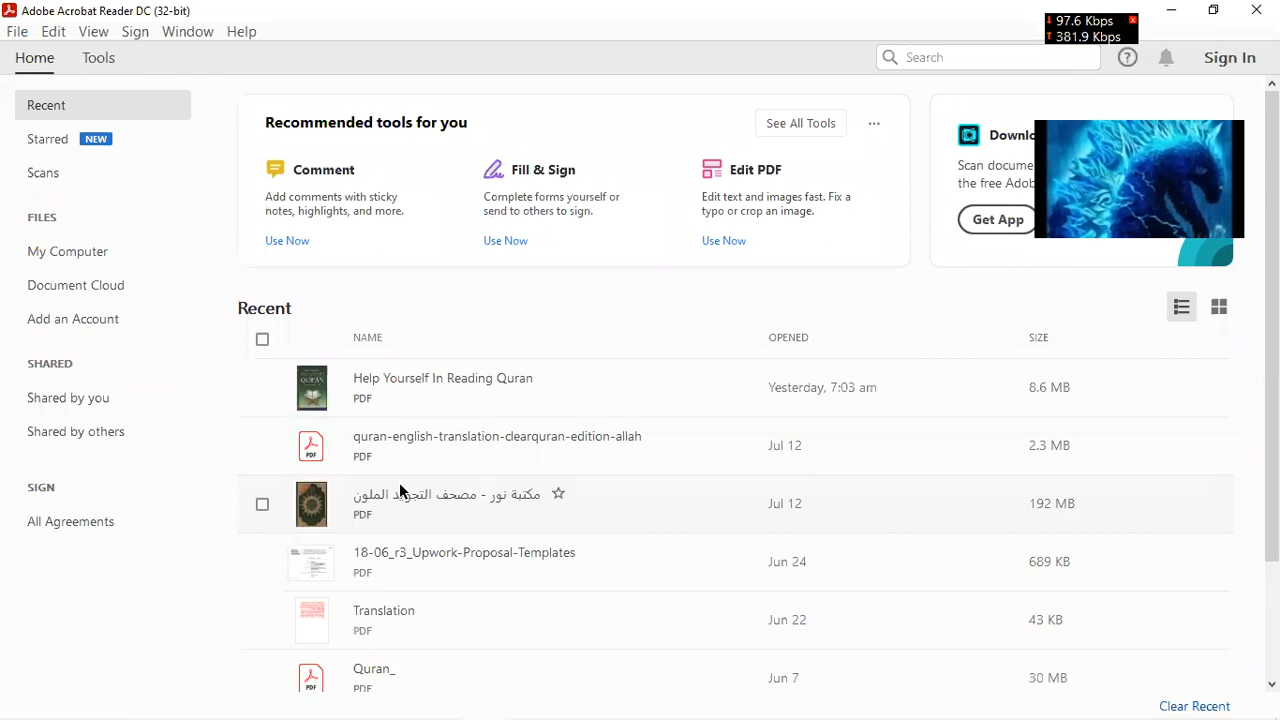 Adobe Acrobat Reader DC (32-bit)
97.6 Kbps x
381.9 Kbps
File Edit View Sign Window Help
Home Tools
Search
Sign In
Recent
Starred NEW
Scans
FILES
My Computer
Document Cloud
Add an Account
SHARED
Shared by you
Shared by others
SIGN
All Agreements
Recommended tools for you
See All Tools
Comment
Add comments with sticky
notes, highlights, and more.
Use Now
Fill & Sign
Complete forms yourself or
send to others to sign.
Use Now
Edit PDF
Edit text and images fast. Fix a
typo or crop an image.
Use Now
Downlo
Scan docume
the free Adob
Get App
Recent
NAME OPENED SIZE
Help Yourself In Reading Quran Yesterday, 7:03 am 8.6 MB
PDF
quran-english-translation-clearquran-edition-allah Jul 12 2.3 MB
PDF
مكتبة نور - مصحف التجويد الملون Jul 12 192 MB
PDF
18-06_r3_Upwork-Proposal-Templates Jun 24 689 KB
PDF
Translation Jun 22 43 KB
PDF
Quran_ Jun 7 30 MB
PDF
Clear Recent